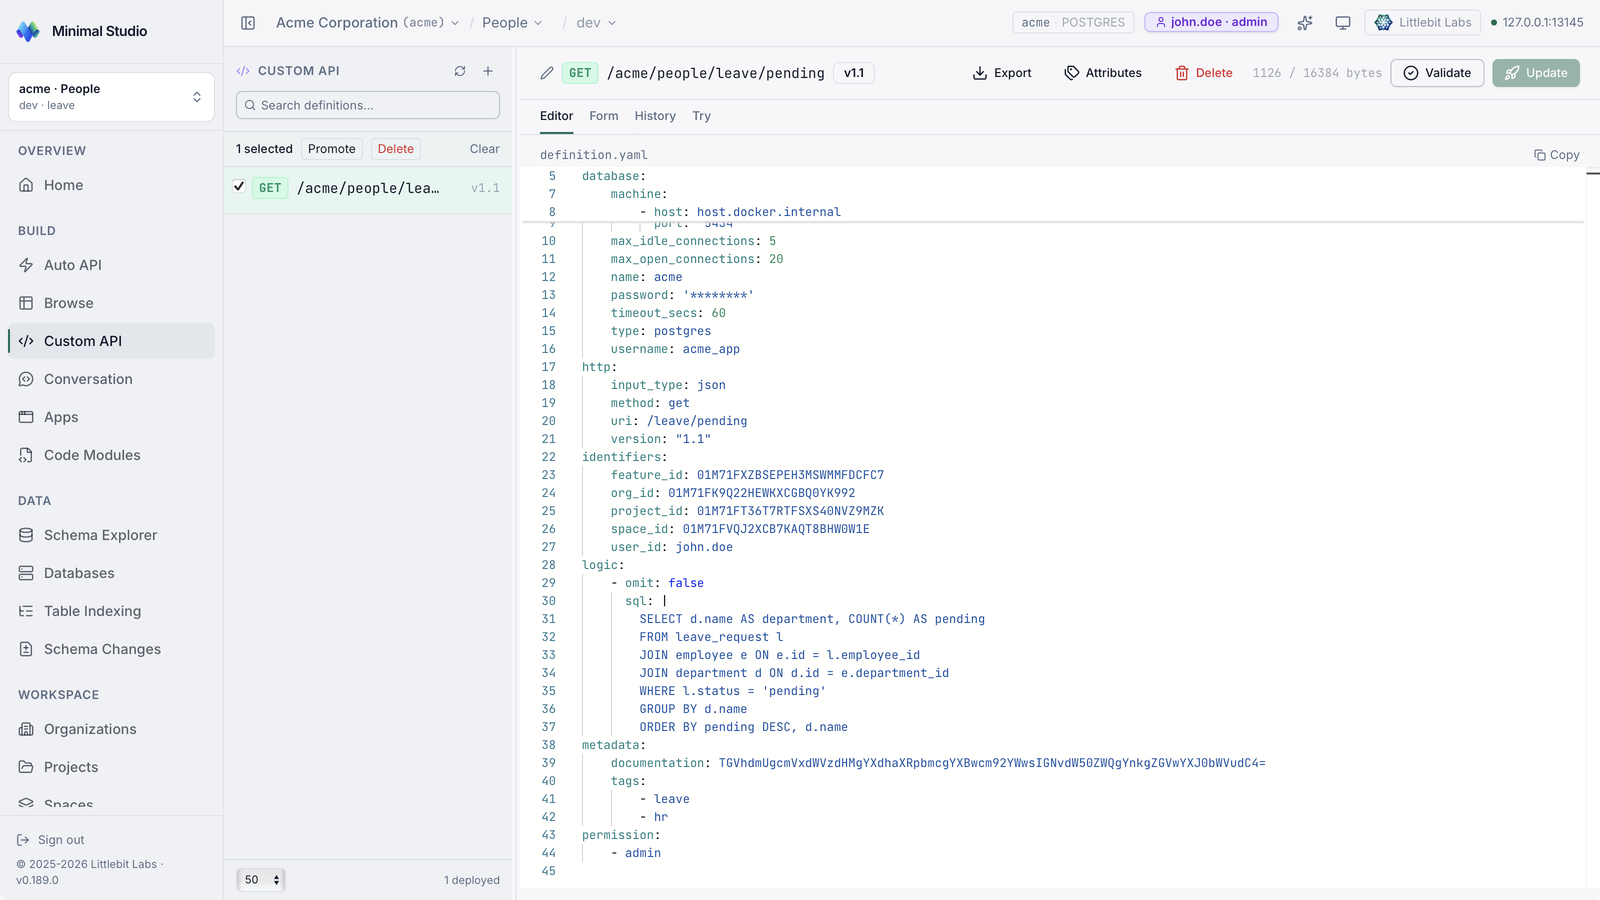 Minimal Studio
Acme Corporation (acme) / People / dev
acme · POSTGRES
john.doe · admin
Littlebit Labs
127.0.0.1:13145
acme · People
dev · leave
OVERVIEW
Home
BUILD
Auto API
Browse
Custom API
Conversation
Apps
Code Modules
DATA
Schema Explorer
Databases
Table Indexing
Schema Changes
WORKSPACE
Organizations
Projects
Spaces
Sign out
© 2025-2026 Littlebit Labs ·
v0.189.0
CUSTOM API
Search definitions...
1 selected Promote Delete Clear
GET /acme/people/lea… v1.1
50
1 deployed
GET /acme/people/leave/pending v1.1
Export Attributes Delete 1126 / 16384 bytes Validate Update
Editor Form History Try
definition.yaml Copy
5 database:
7 machine:
8 - host: host.docker.internal
9 port: "5434"
10 max_idle_connections: 5
11 max_open_connections: 20
12 name: acme
13 password: '********'
14 timeout_secs: 60
15 type: postgres
16 username: acme_app
17 http:
18 input_type: json
19 method: get
20 uri: /leave/pending
21 version: "1.1"
22 identifiers:
23 feature_id: 01M71FXZBSEPEH3MSWMMFDCFC7
24 org_id: 01M71FK9Q22HEWKXCGBQ0YK992
25 project_id: 01M71FT36T7RTFSXS40NVZ9MZK
26 space_id: 01M71FVQJ2XCB7KAQT8BHW0W1E
27 user_id: john.doe
28 logic:
29 - omit: false
30 sql: |
31 SELECT d.name AS department, COUNT(*) AS pending
32 FROM leave_request l
33 JOIN employee e ON e.id = l.employee_id
34 JOIN department d ON d.id = e.department_id
35 WHERE l.status = 'pending'
36 GROUP BY d.name
37 ORDER BY pending DESC, d.name
38 metadata:
39 documentation: TGVhdmUgcmVxdWVzdHMgYXdhaXRpbmcgYXBwcm92YWwsIGNvdW50ZWQgYnkgZGVwYXJ0bWVudC4=
40 tags:
41 - leave
42 - hr
43 permission:
44 - admin
45